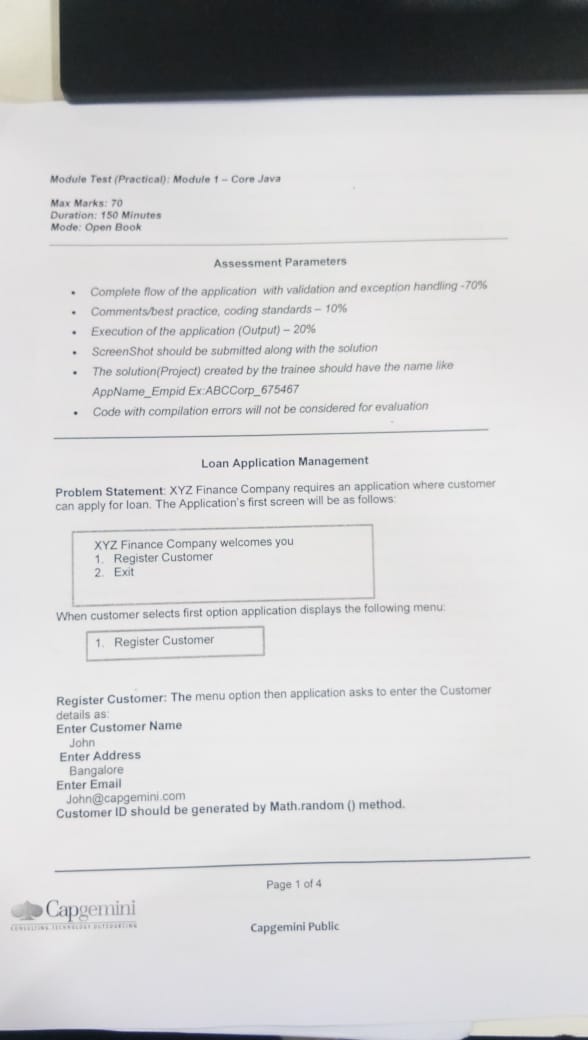 Module Test (Practical): Module 1 – Core Java
Max Marks: 70
Duration: 150 Minutes
Mode: Open Book
Assessment Parameters
• Complete flow of the application with validation and exception handling -70%
• Comments/best practice, coding standards – 10%
• Execution of the application (Output) – 20%
• ScreenShot should be submitted along with the solution
• The solution(Project) created by the trainee should have the name like
AppName_Empid Ex:ABCCorp_675467
• Code with compilation errors will not be considered for evaluation
Loan Application Management
Problem Statement: XYZ Finance Company requires an application where customer
can apply for loan. The Application's first screen will be as follows:
XYZ Finance Company welcomes you
1. Register Customer
2. Exit
When customer selects first option application displays the following menu:
1. Register Customer
Register Customer: The menu option then application asks to enter the Customer
details as:
Enter Customer Name
John
Enter Address
Bangalore
Enter Email
John@capgemini.com
Customer ID should be generated by Math.random () method.
Page 1 of 4
Capgemini
CONSULTING.TECHNOLOGY.OUTSOURCING
Capgemini Public